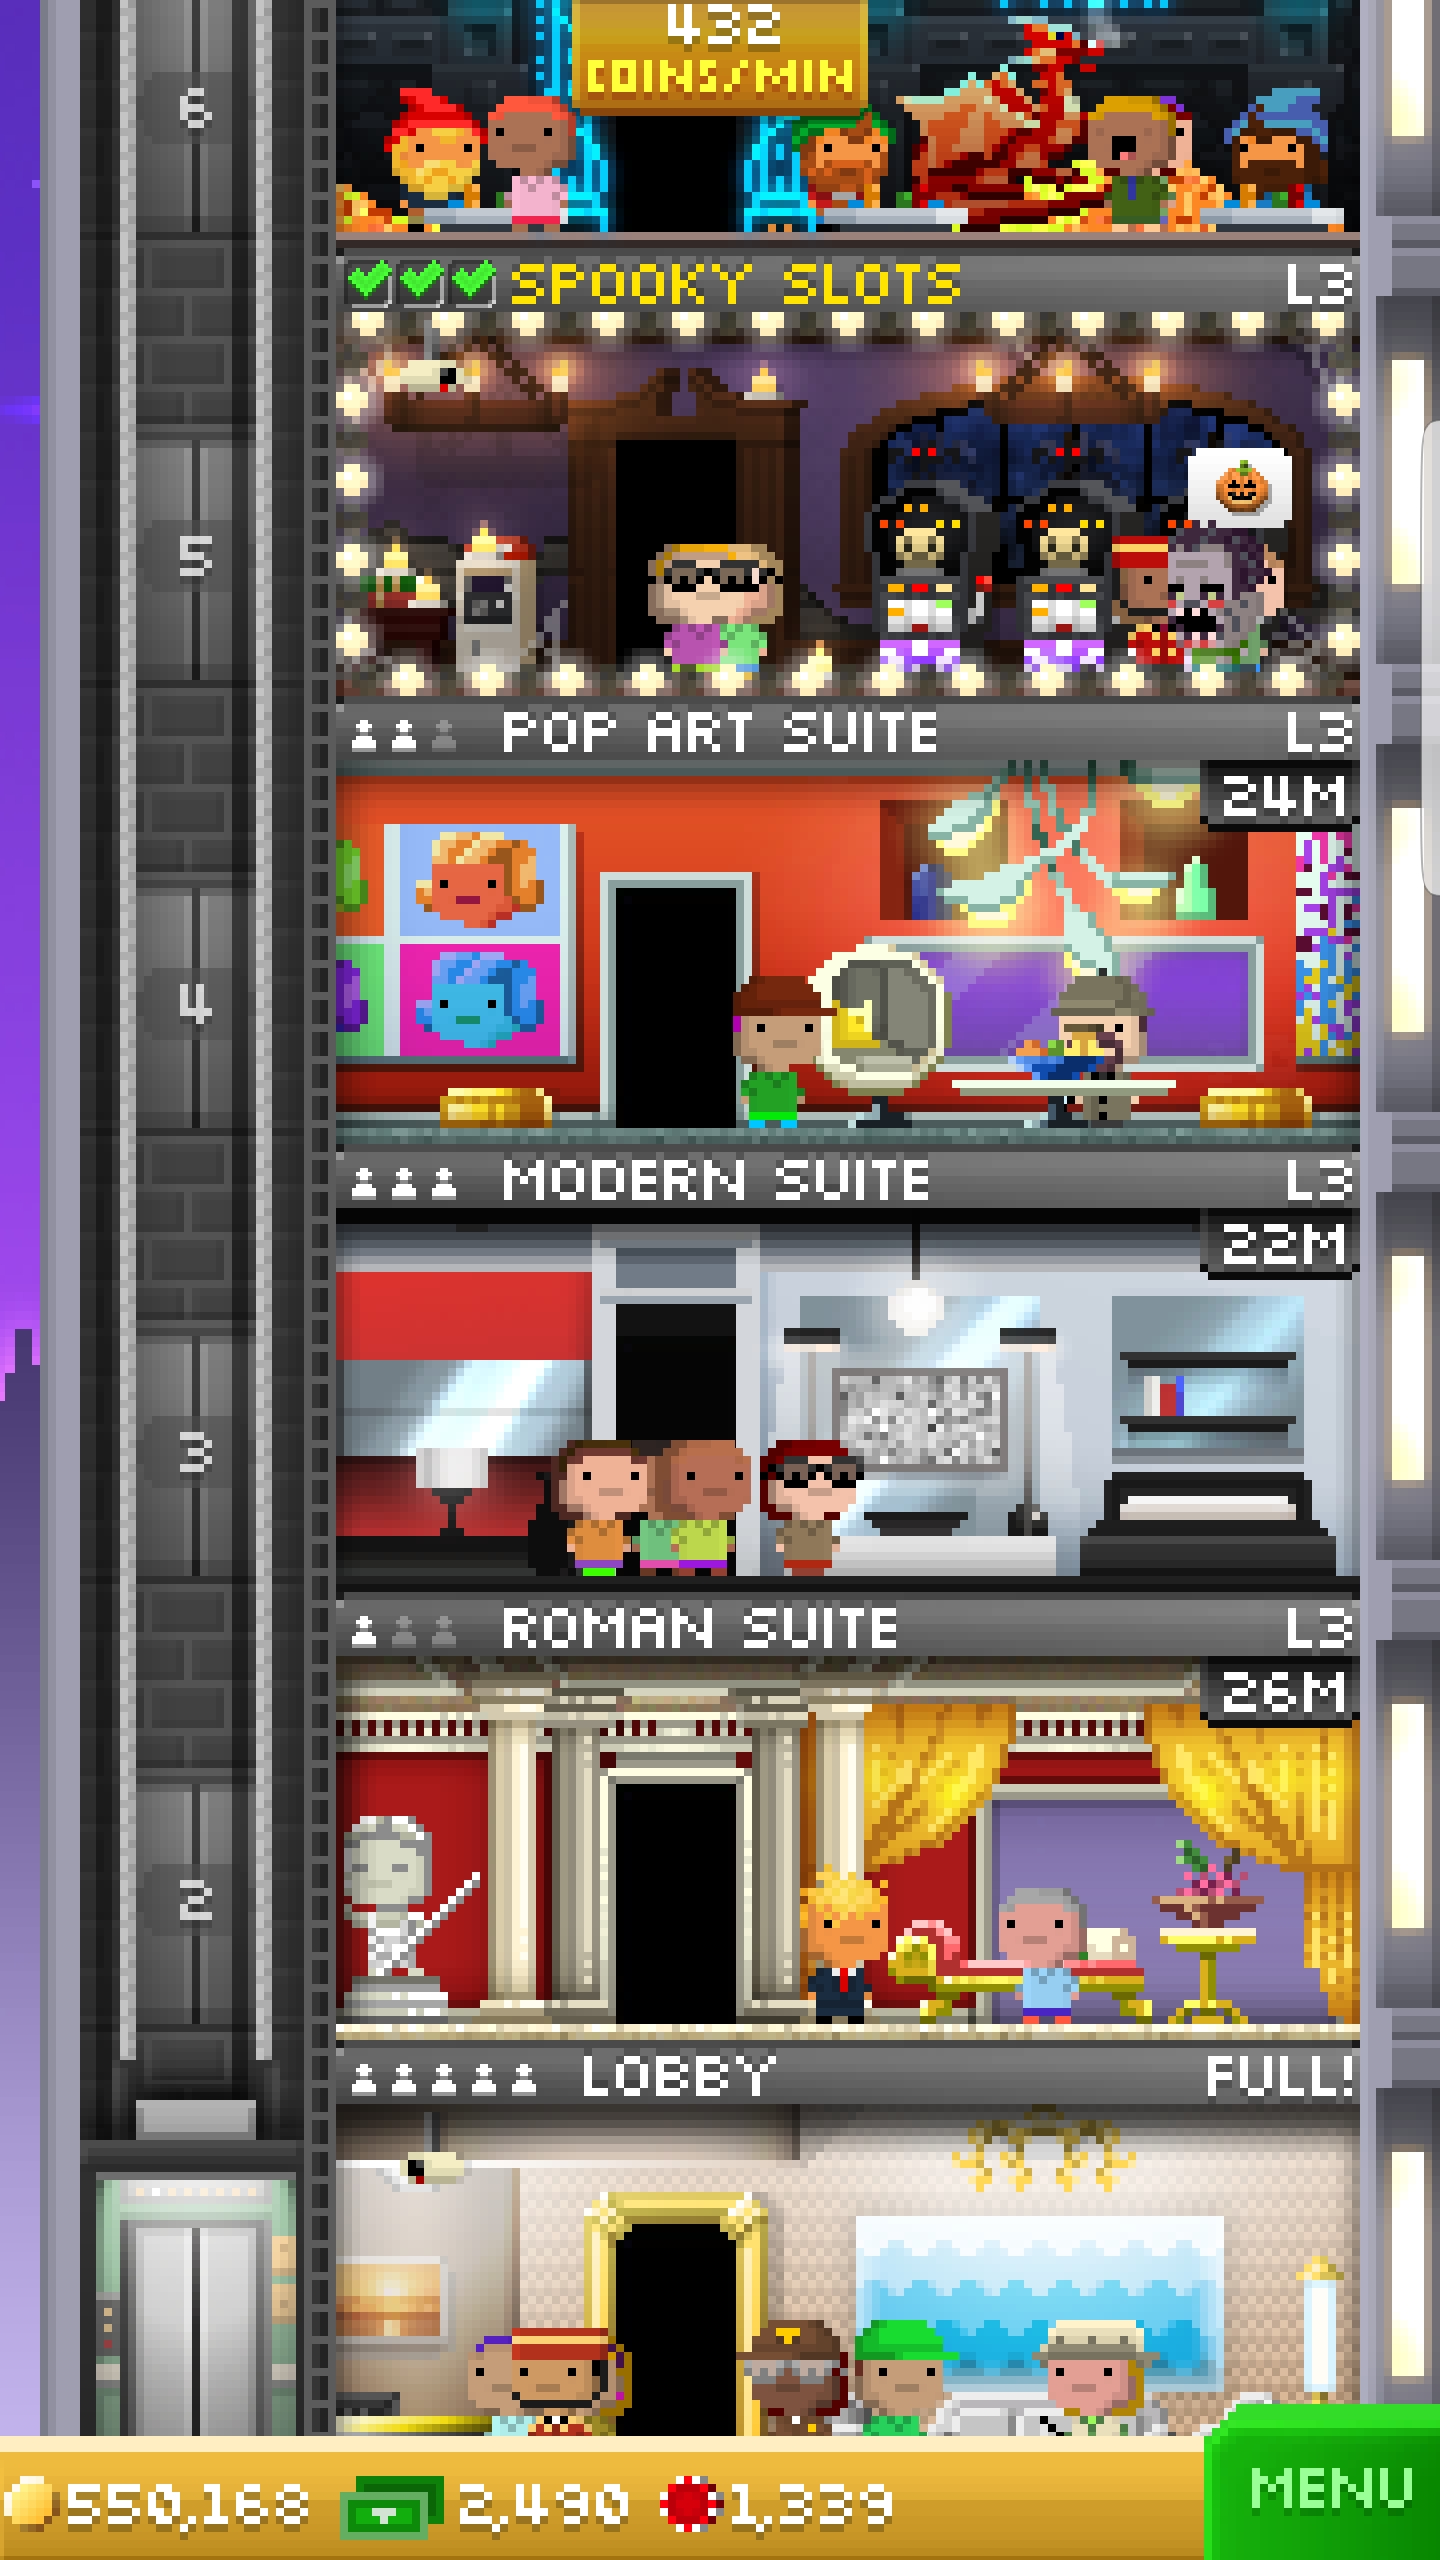 432
COINS/MIN
6
SPOOKY SLOTS L3
5
POP ART SUITE L3
24M
4
MODERN SUITE L3
22M
3
ROMAN SUITE L3
26M
2
LOBBY FULL!
550,168 2,490 1,339 MENU